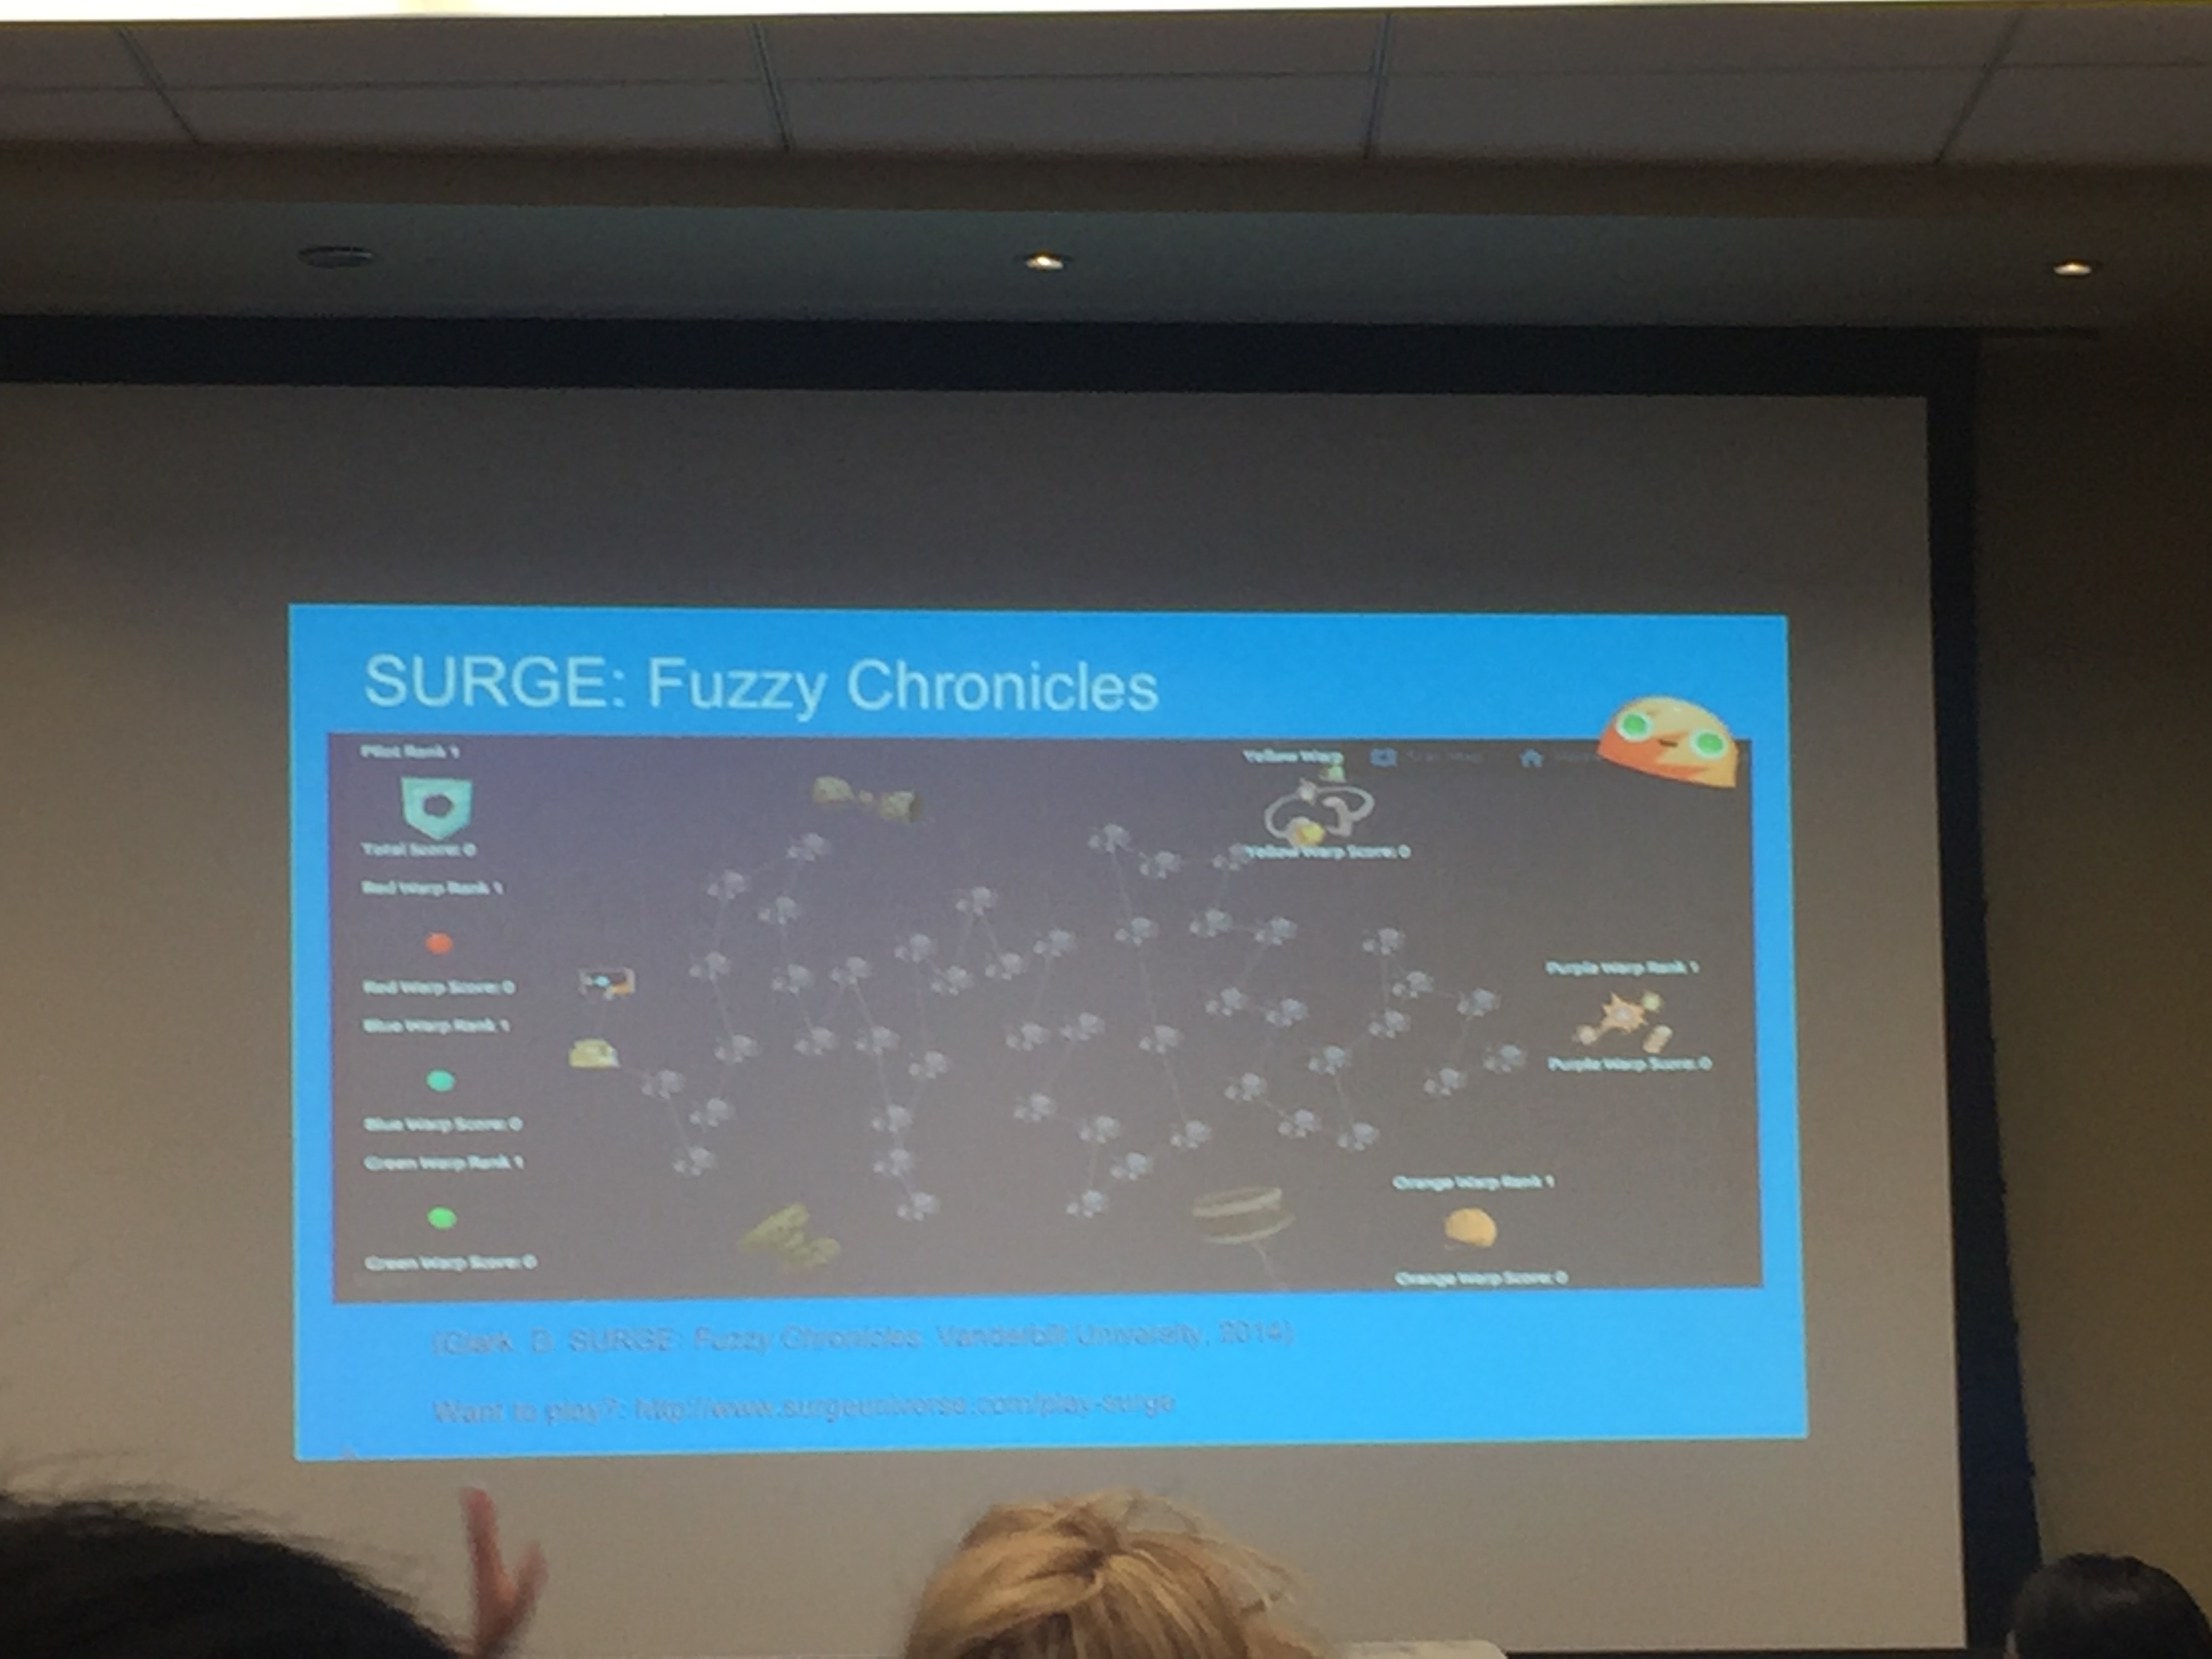 SURGE: Fuzzy Chronicles
Pilot Rank 1
Total Score: 0
Red Warp Rank 1
Red Warp Score: 0
Blue Warp Rank 1
Blue Warp Score: 0
Green Warp Rank 1
Green Warp Score: 0
Yellow Warp
Star Map
Yellow Warp Score: 0
Purple Warp Rank 1
Purple Warp Score: 0
Orange Warp Rank 1
Orange Warp Score: 0
(Clark, D. SURGE: Fuzzy Chronicles. Vanderbilt University, 2014)
Want to play?: http://www.surgeuniverse.com/play-surge